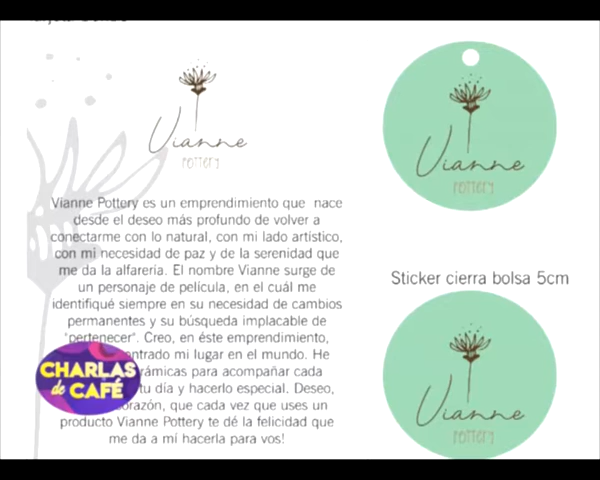 Vianne
pottery
Vianne Pottery es un emprendimiento que nace
desde el deseo más profundo de volver a
conectarme con lo natural, con mi lado artístico,
con mi necesidad de paz y de la serenidad que
me da la alfarería. El nombre Vianne surge de
un personaje de película, en el cuál me
identifiqué siempre en su necesidad de cambios
permanentes y su búsqueda implacable de
"pertenecer". Creo, en éste emprendimiento,
ntrado mi lugar en el mundo. He
rámicas para acompañar cada
tu día y hacerlo especial. Deseo,
orazón, que cada vez que uses un
producto Vianne Pottery te dé la felicidad que
me da a mí hacerla para vos!
CHARLAS
de CAFÉ
Vianne
pottery
Sticker cierra bolsa 5cm
Vianne
pottery